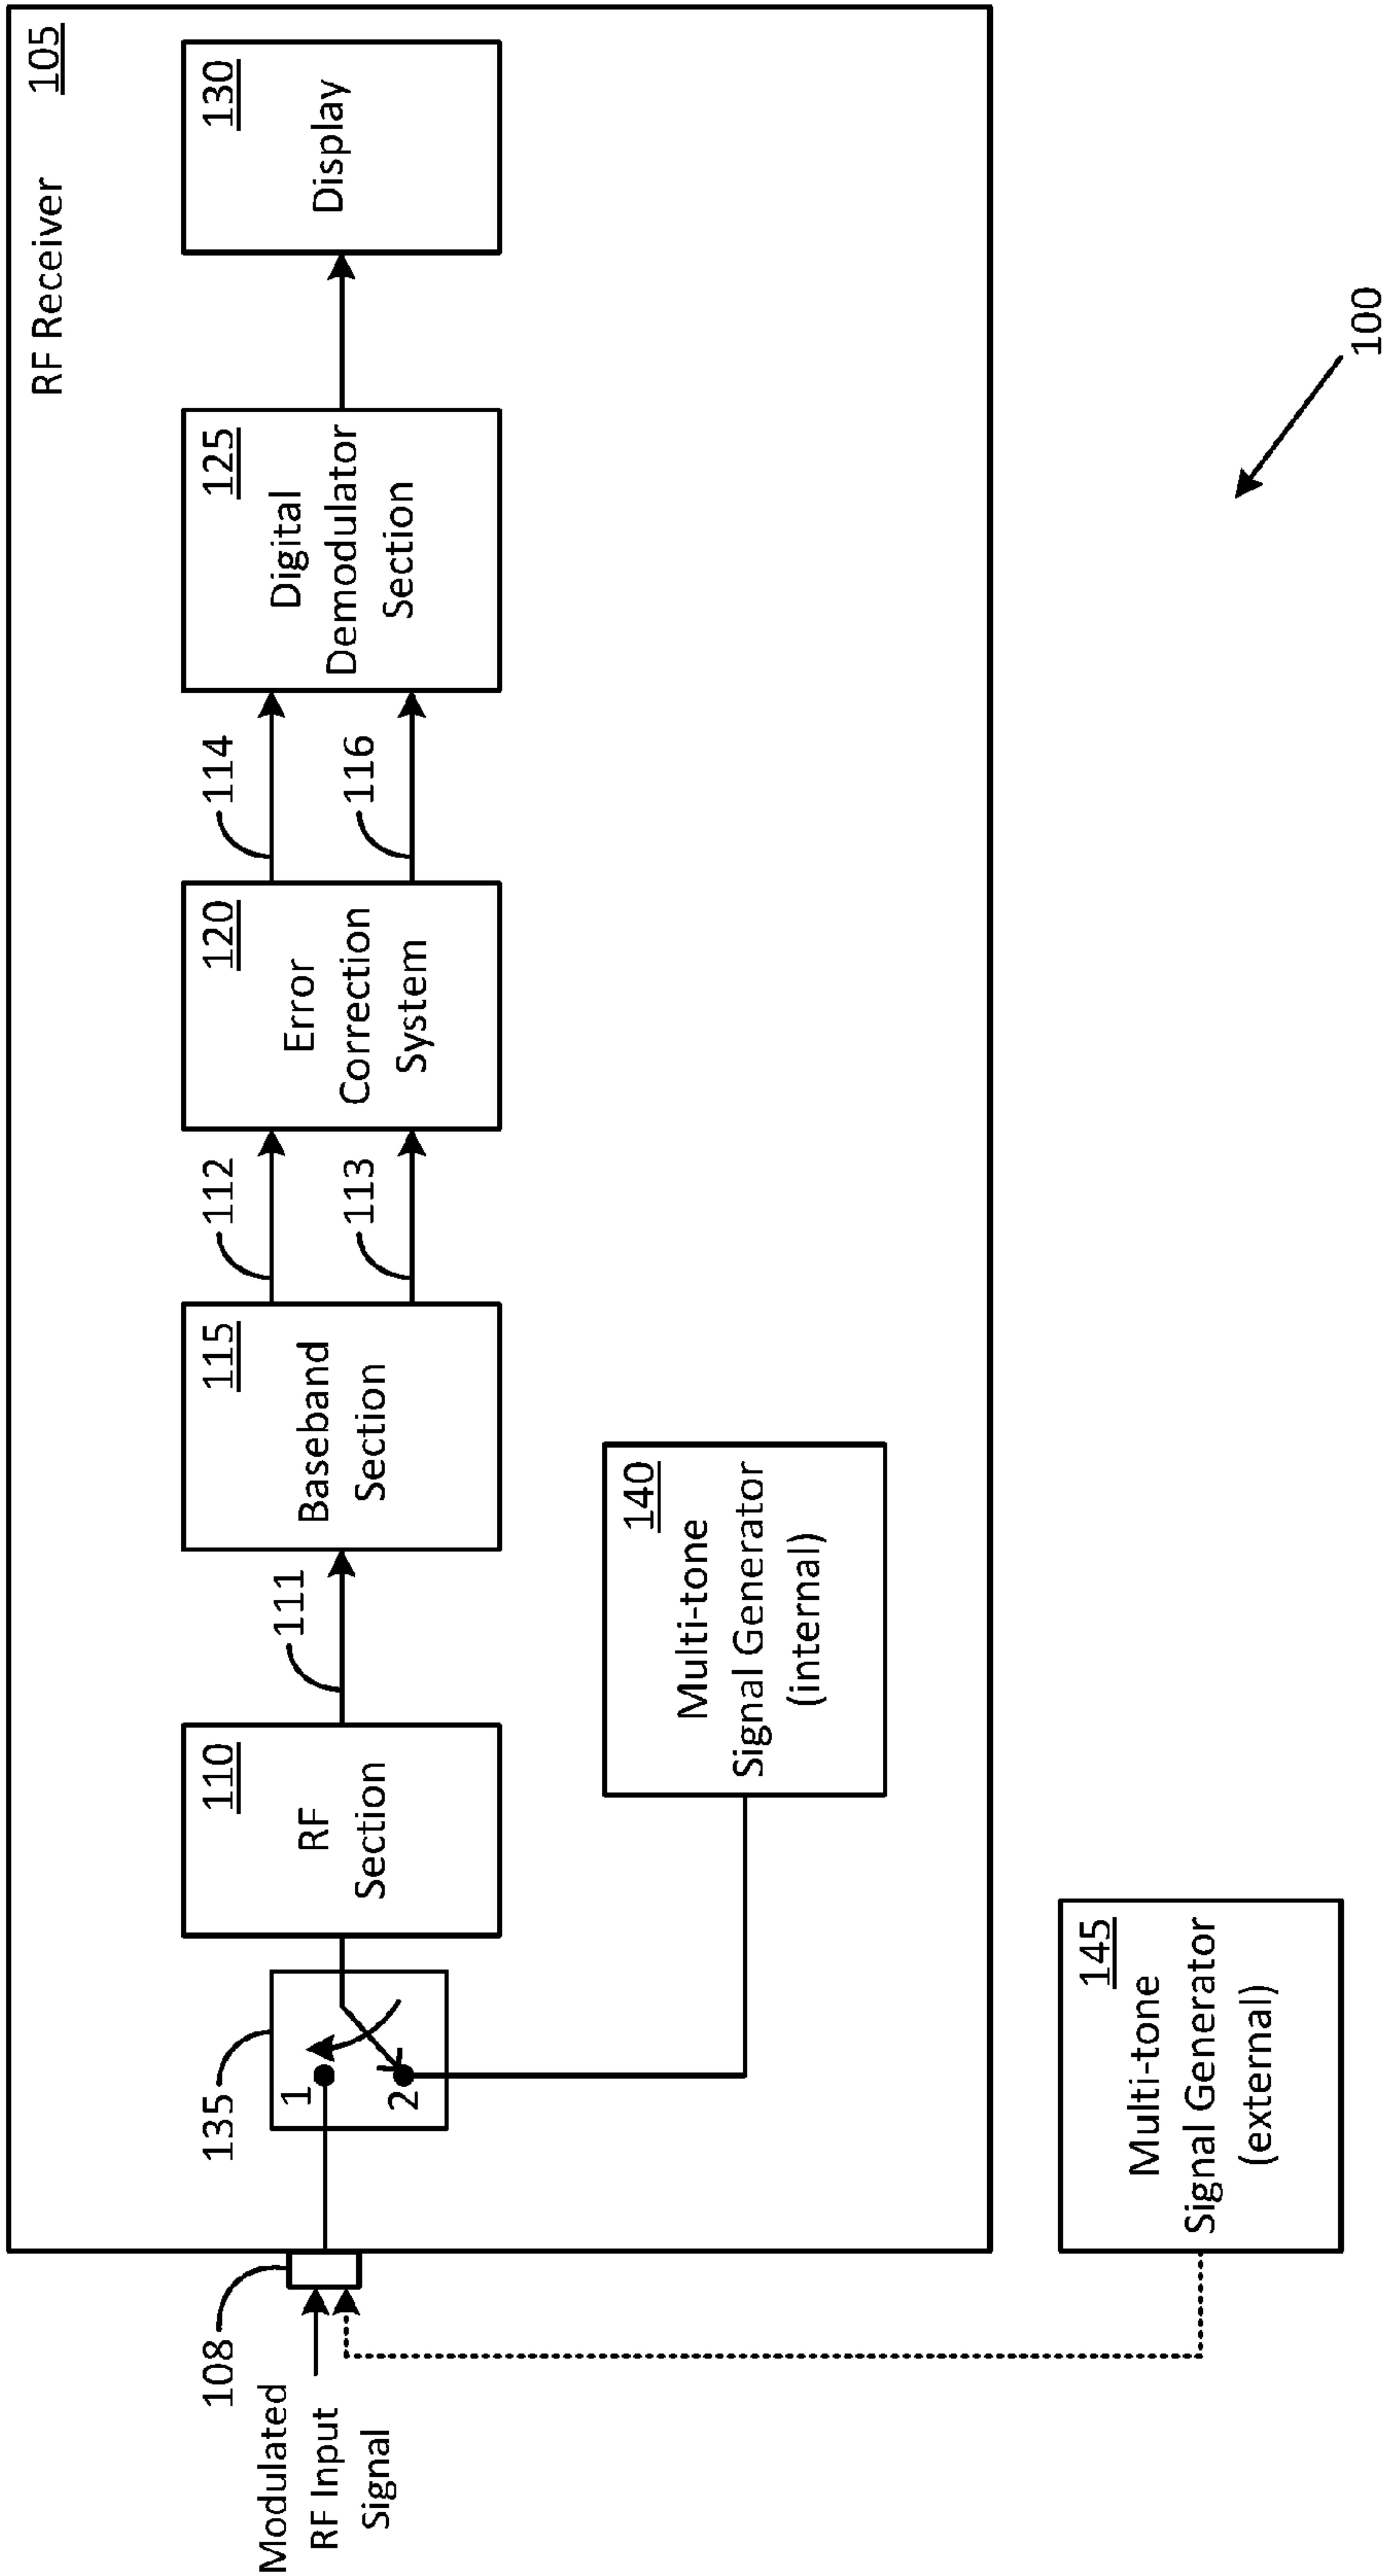 RF Receiver 105
108
Modulated
RF Input
Signal
135
1
2
110
RF
Section
111
115
Baseband
Section
112
113
120
Error
Correction
System
114
116
125
Digital
Demodulator
Section
130
Display
140
Multi-tone
Signal Generator
(internal)
145
Multi-tone
Signal Generator
(external)
100